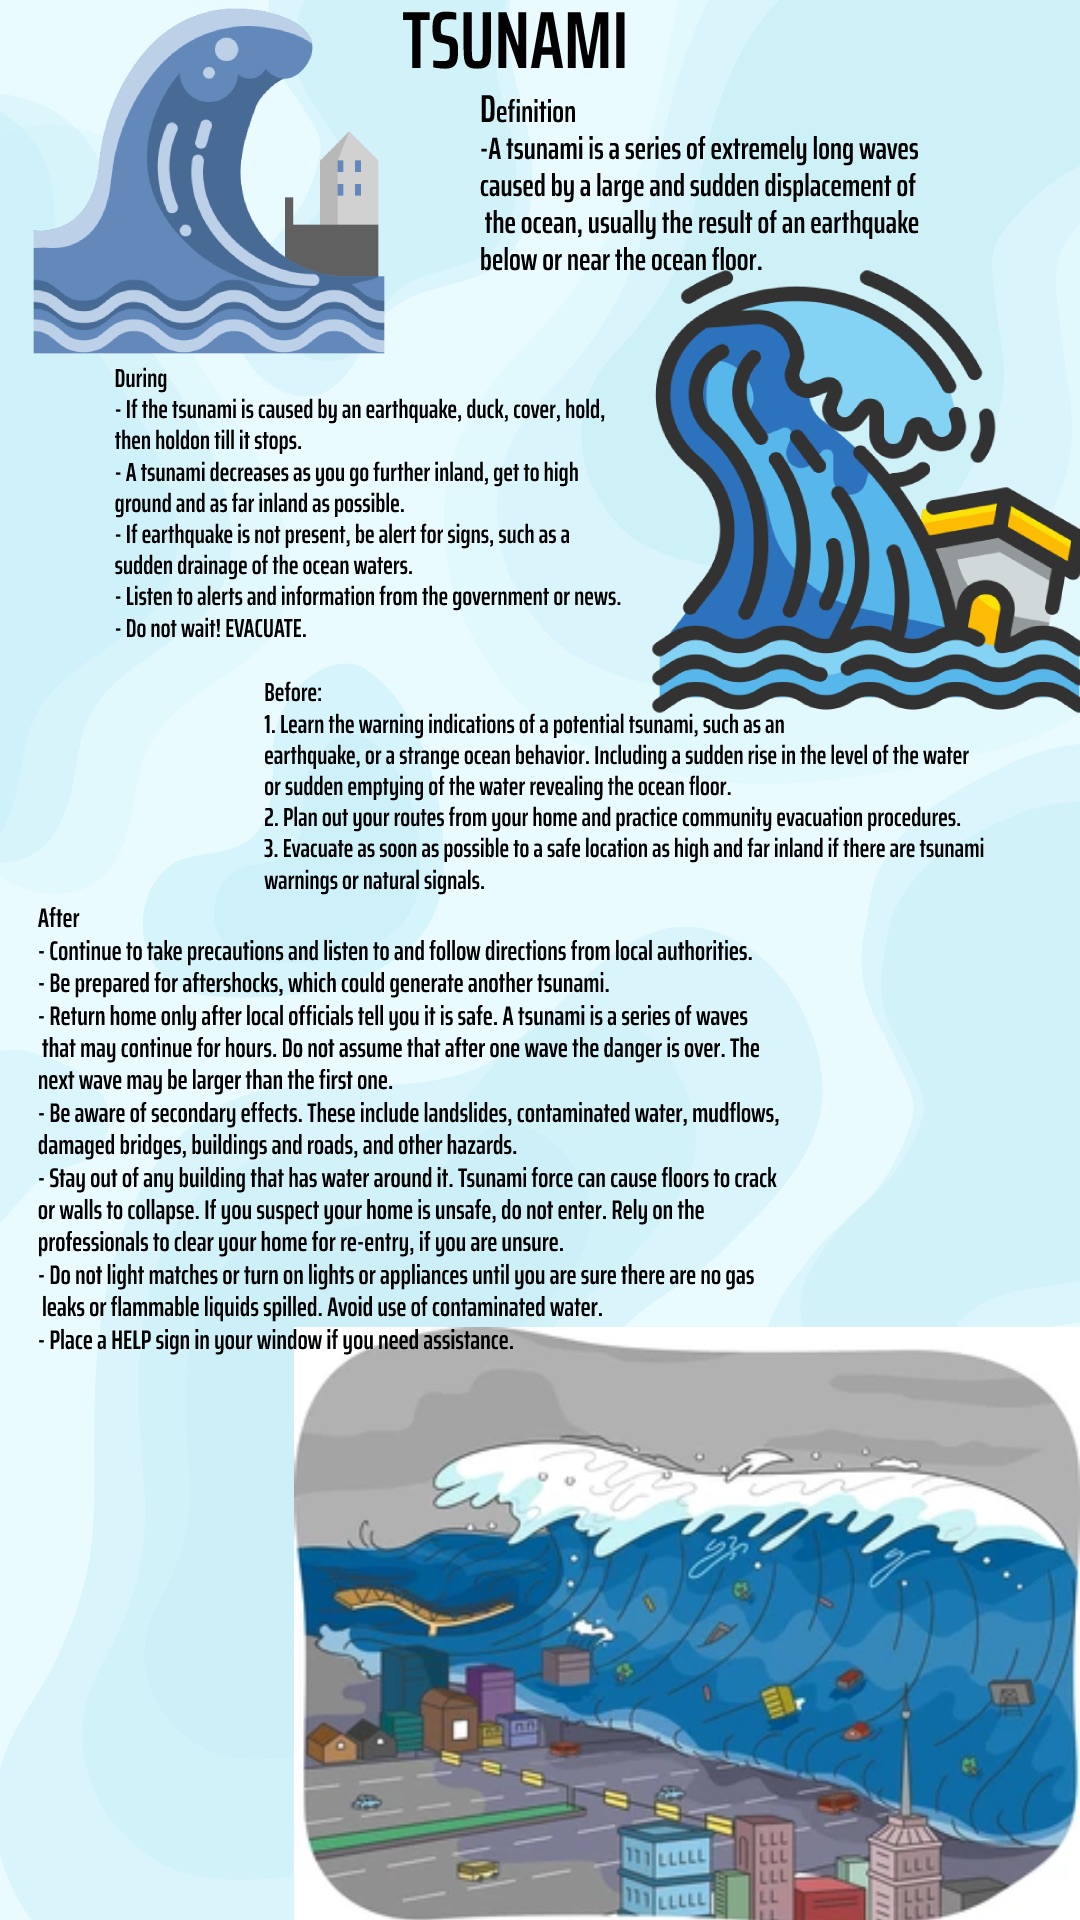 TSUNAMI
Definition
-A tsunami is a series of extremely long waves
caused by a large and sudden displacement of
the ocean, usually the result of an earthquake
below or near the ocean floor.
During
- If the tsunami is caused by an earthquake, duck, cover, hold,
then holdon till it stops.
- A tsunami decreases as you go further inland, get to high
ground and as far inland as possible.
- If earthquake is not present, be alert for signs, such as a
sudden drainage of the ocean waters.
- Listen to alerts and information from the government or news.
- Do not wait! EVACUATE.
Before:
1. Learn the warning indications of a potential tsunami, such as an
earthquake, or a strange ocean behavior. Including a sudden rise in the level of the water
or sudden emptying of the water revealing the ocean floor.
2. Plan out your routes from your home and practice community evacuation procedures.
3. Evacuate as soon as possible to a safe location as high and far inland if there are tsunami
warnings or natural signals.
After
- Continue to take precautions and listen to and follow directions from local authorities.
- Be prepared for aftershocks, which could generate another tsunami.
- Return home only after local officials tell you it is safe. A tsunami is a series of waves
that may continue for hours. Do not assume that after one wave the danger is over. The
next wave may be larger than the first one.
- Be aware of secondary effects. These include landslides, contaminated water, mudflows,
damaged bridges, buildings and roads, and other hazards.
- Stay out of any building that has water around it. Tsunami force can cause floors to crack
or walls to collapse. If you suspect your home is unsafe, do not enter. Rely on the
professionals to clear your home for re-entry, if you are unsure.
- Do not light matches or turn on lights or appliances until you are sure there are no gas
leaks or flammable liquids spilled. Avoid use of contaminated water.
- Place a HELP sign in your window if you need assistance.